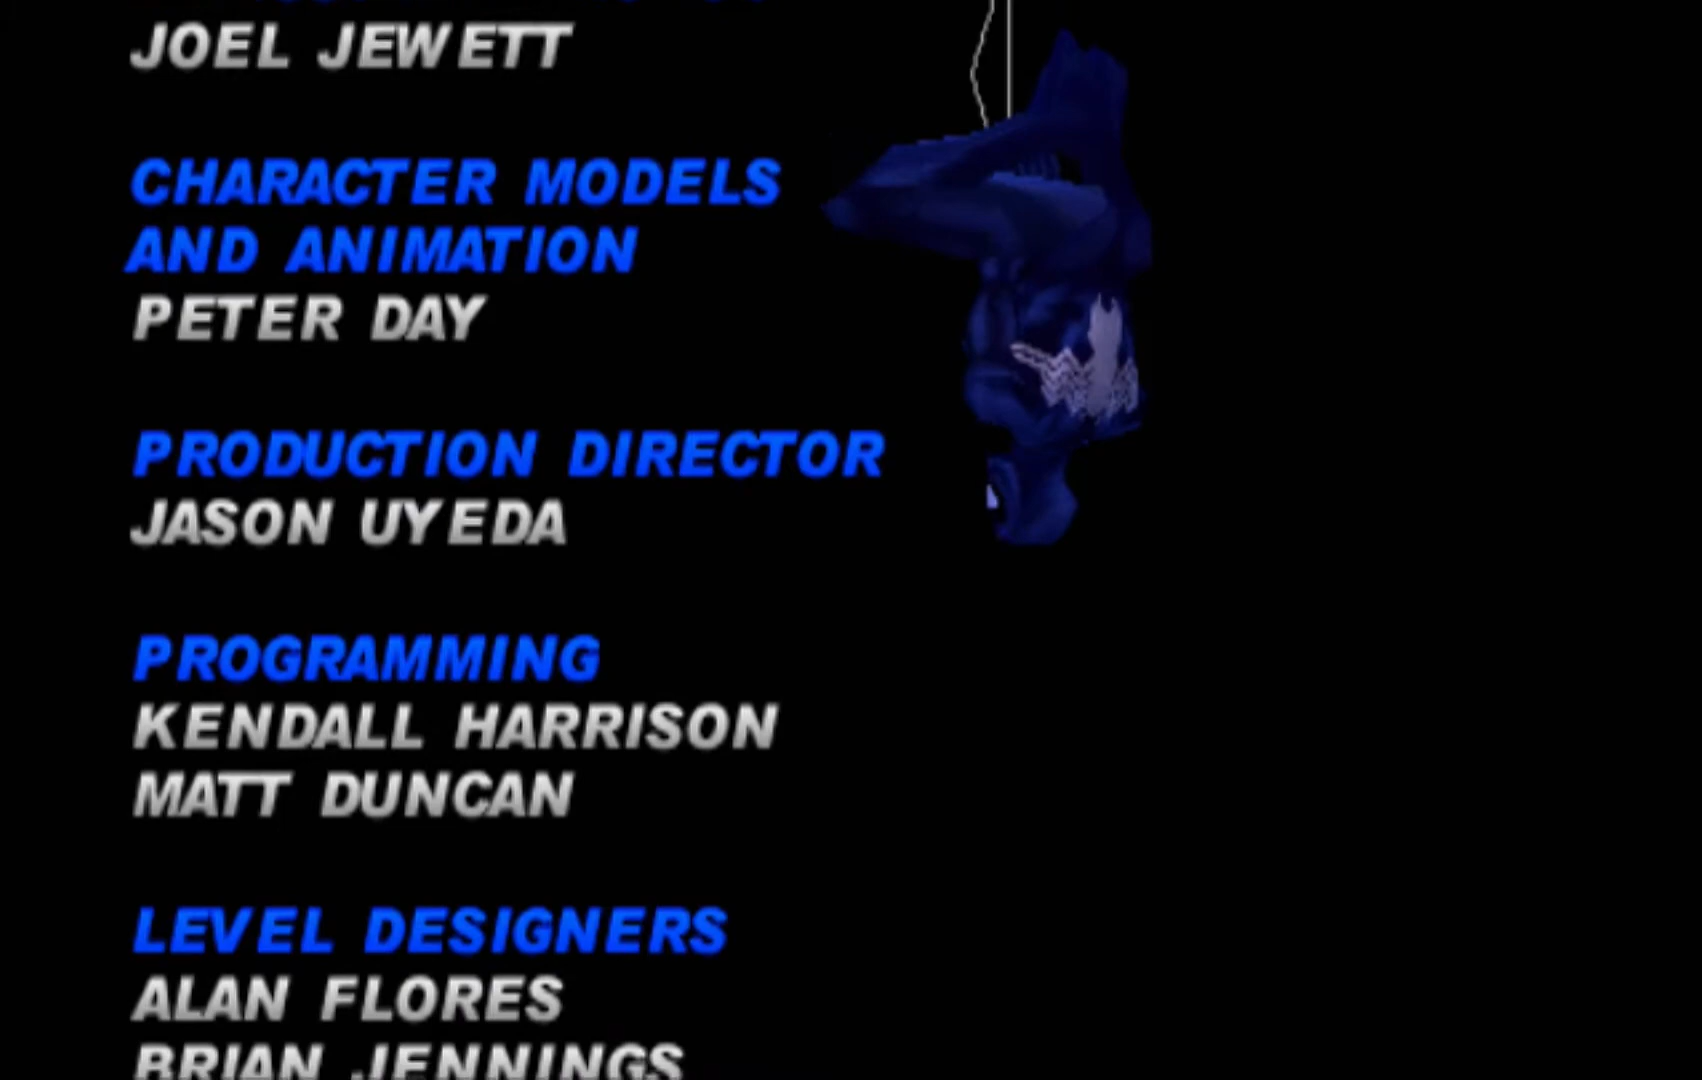 JOEL JEWETT
CHARACTER MODELS
AND ANIMATION
PETER DAY
PRODUCTION DIRECTOR
JASON UYEDA
PROGRAMMING
KENDALL HARRISON
MATT DUNCAN
LEVEL DESIGNERS
ALAN FLORES
BRIAN JENNINGS